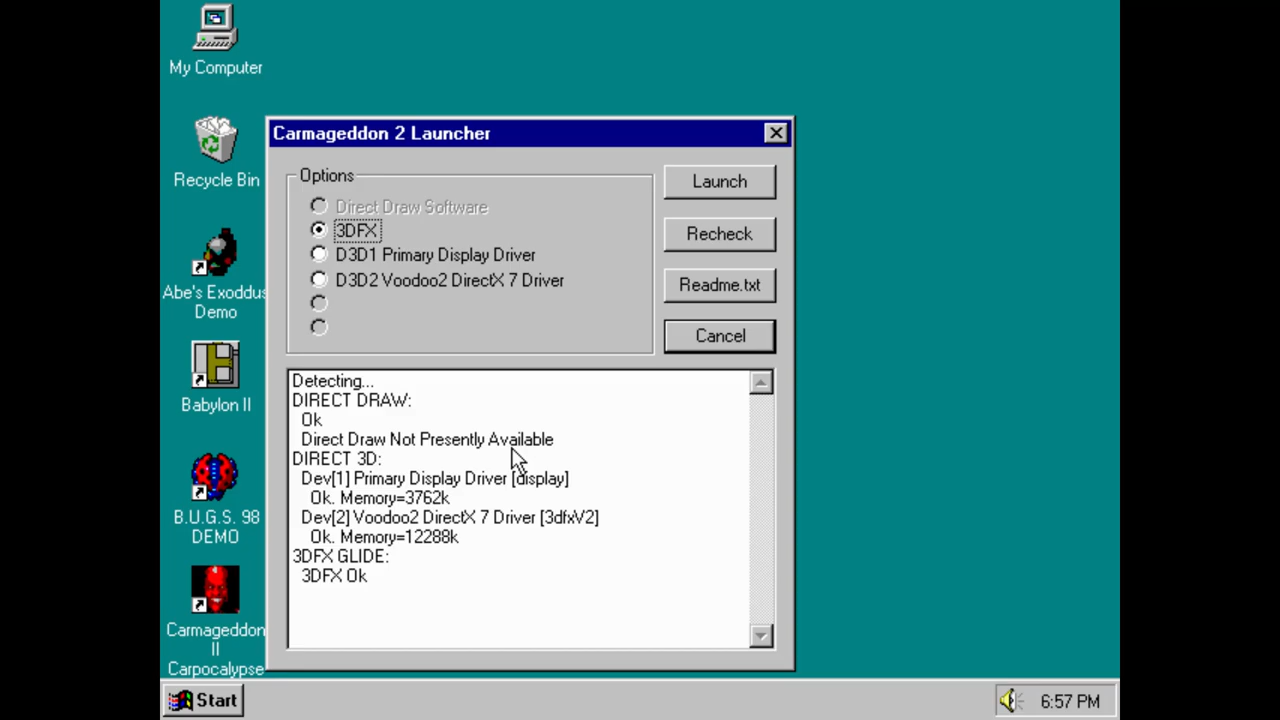 My Computer
Recycle Bin
Abe's Exoddus
Demo
Babylon II
B.U.G.S. 98
DEMO
Carmageddon
II
Carpocalypse
Carmageddon 2 Launcher
Options
Direct Draw Software
3DFX
D3D1 Primary Display Driver
D3D2 Voodoo2 DirectX 7 Driver
Launch
Recheck
Readme.txt
Cancel
Detecting...
DIRECT DRAW:
Ok
Direct Draw Not Presently Available
DIRECT 3D:
Dev[1] Primary Display Driver [display]
Ok. Memory=3762k
Dev[2] Voodoo2 DirectX 7 Driver [3dfxV2]
Ok. Memory=12288k
3DFX GLIDE:
3DFX Ok
Start
6:57 PM